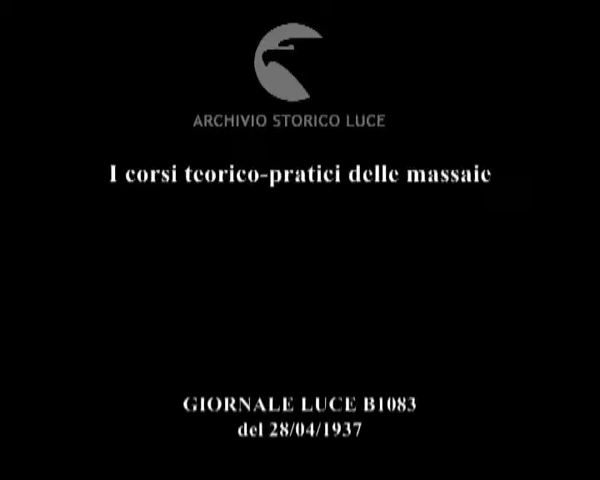 ARCHIVIO STORICO LUCE
I corsi teorico-pratici delle massaie
GIORNALE LUCE B1083
del 28/04/1937